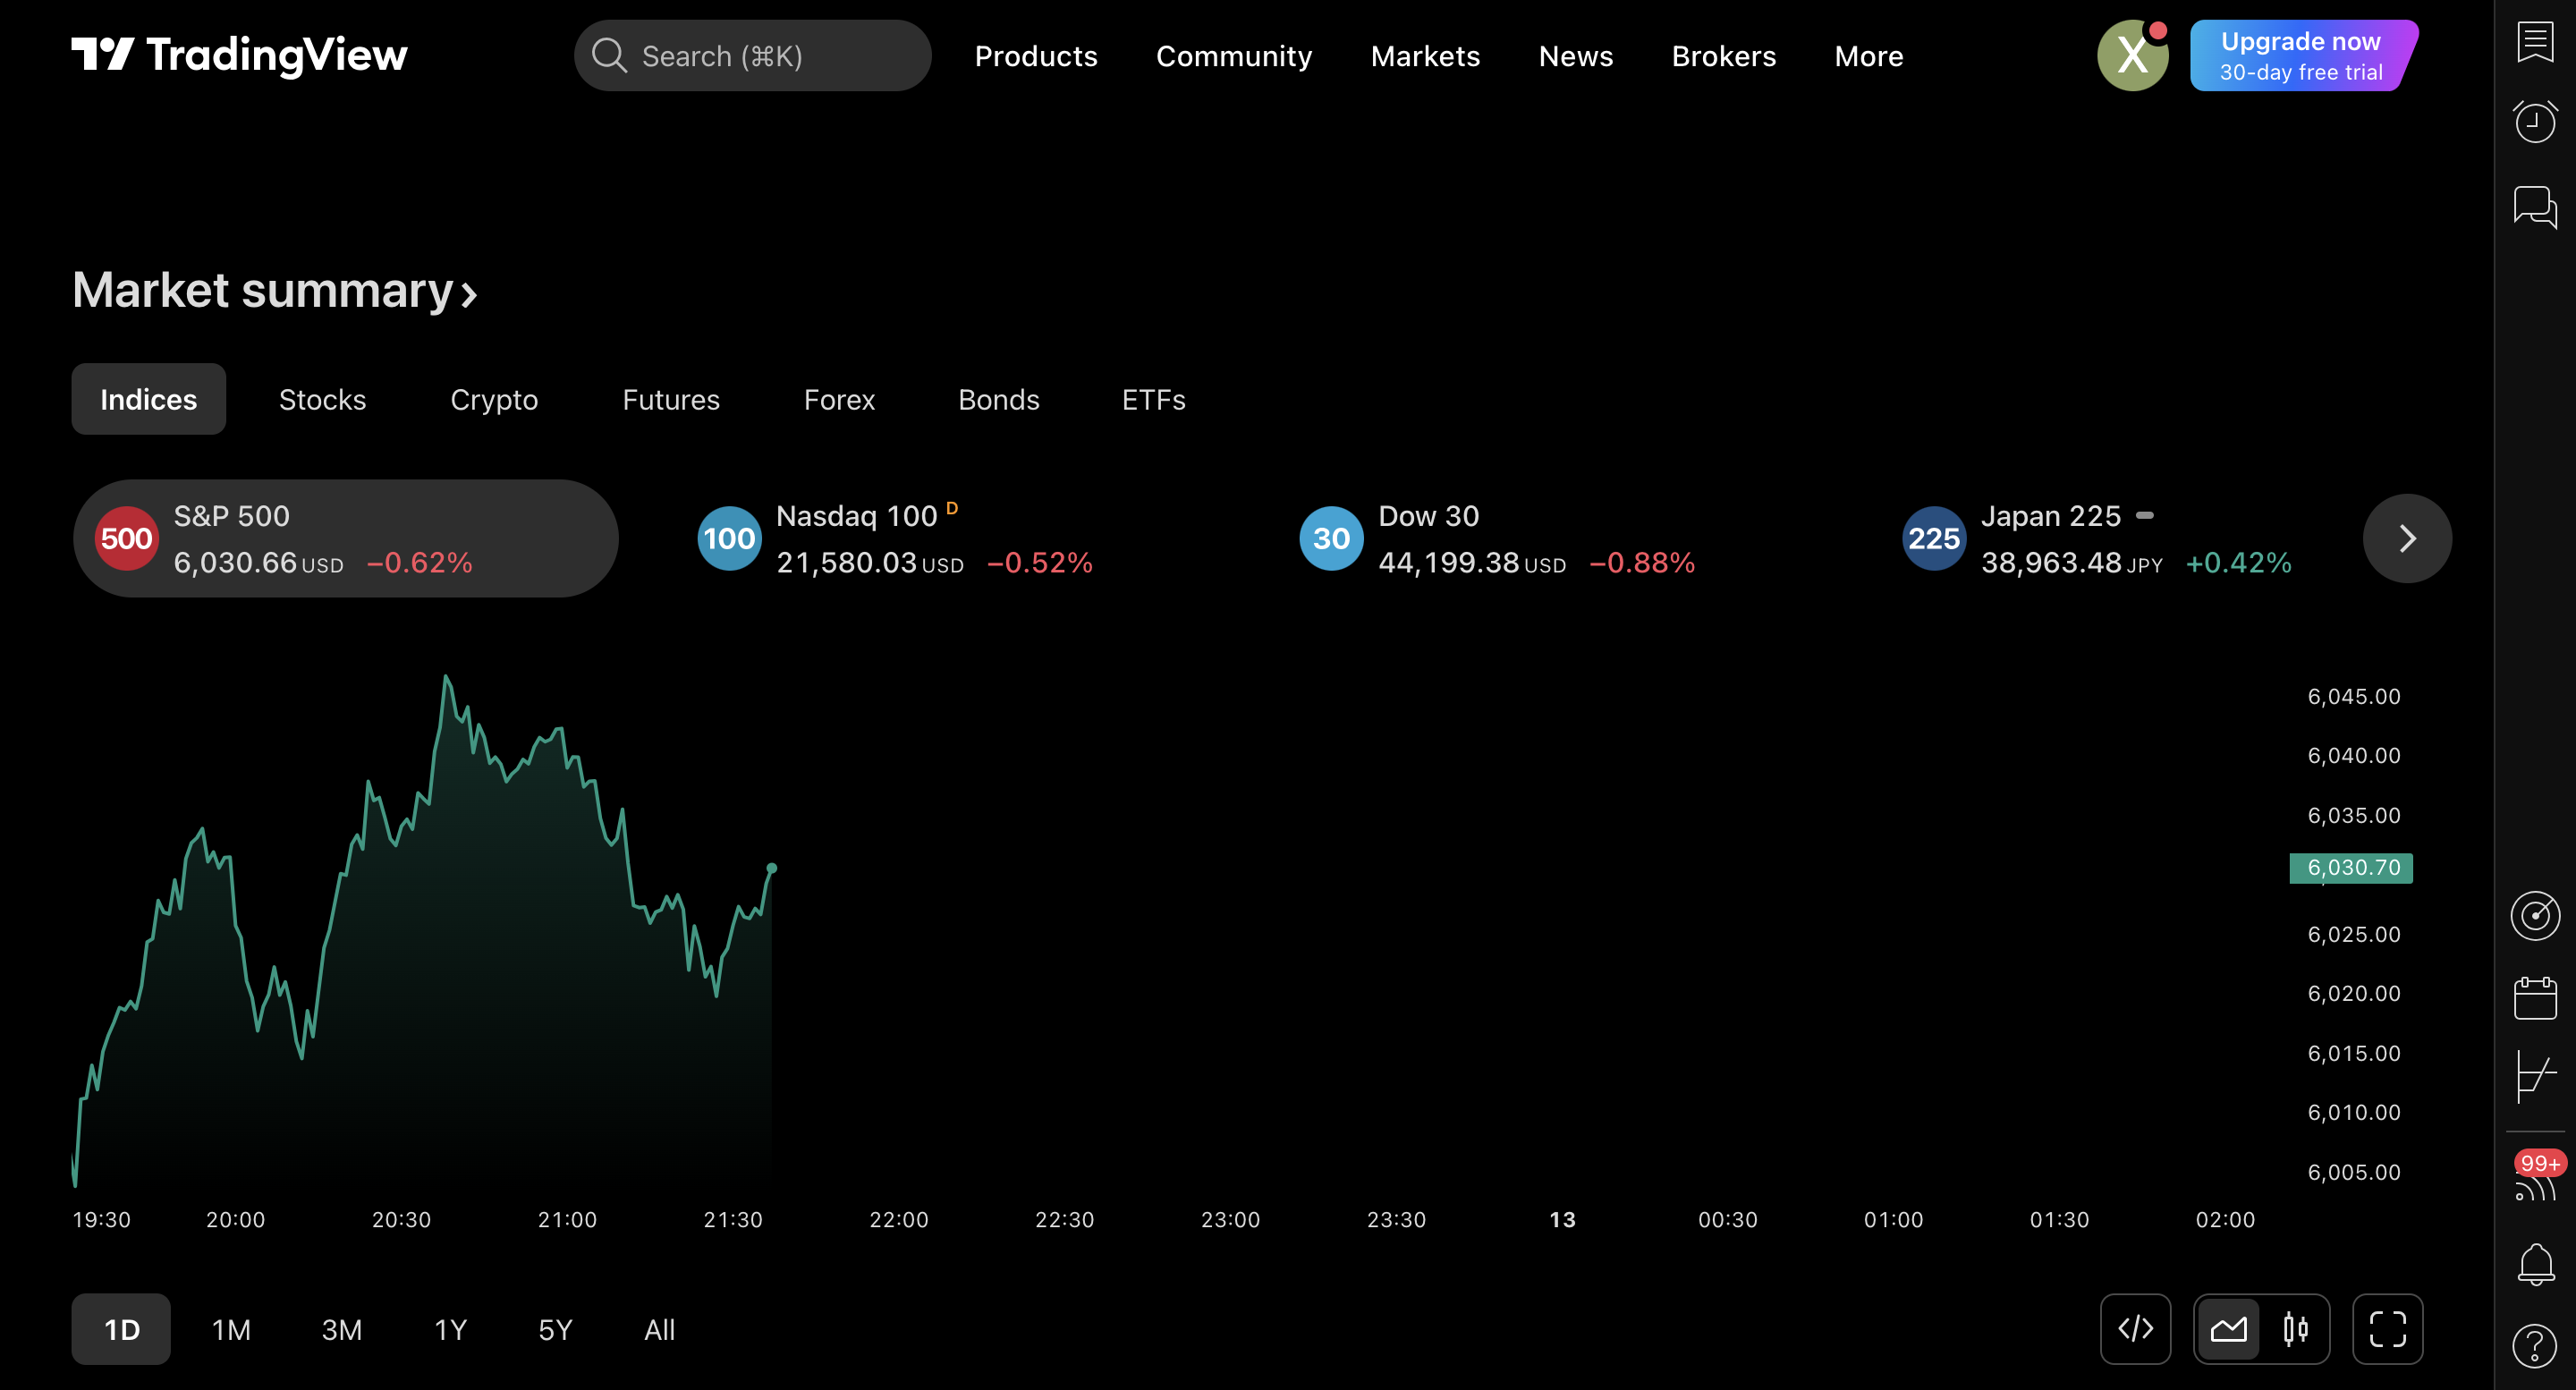 TradingView
Search (⌘K)
Products
Community
Markets
News
Brokers
More
X
Upgrade now
30-day free trial
Market summary
Indices
Stocks
Crypto
Futures
Forex
Bonds
ETFs
500
S&P 500
6,030.66 USD −0.62%
100
Nasdaq 100 D
21,580.03 USD −0.52%
30
Dow 30
44,199.38 USD −0.88%
225
Japan 225
38,963.48 JPY +0.42%
6,045.00
6,040.00
6,035.00
6,030.70
6,025.00
6,020.00
6,015.00
6,010.00
6,005.00
19:30
20:00
20:30
21:00
21:30
22:00
22:30
23:00
23:30
13
00:30
01:00
01:30
02:00
1D
1M
3M
1Y
5Y
All
99+